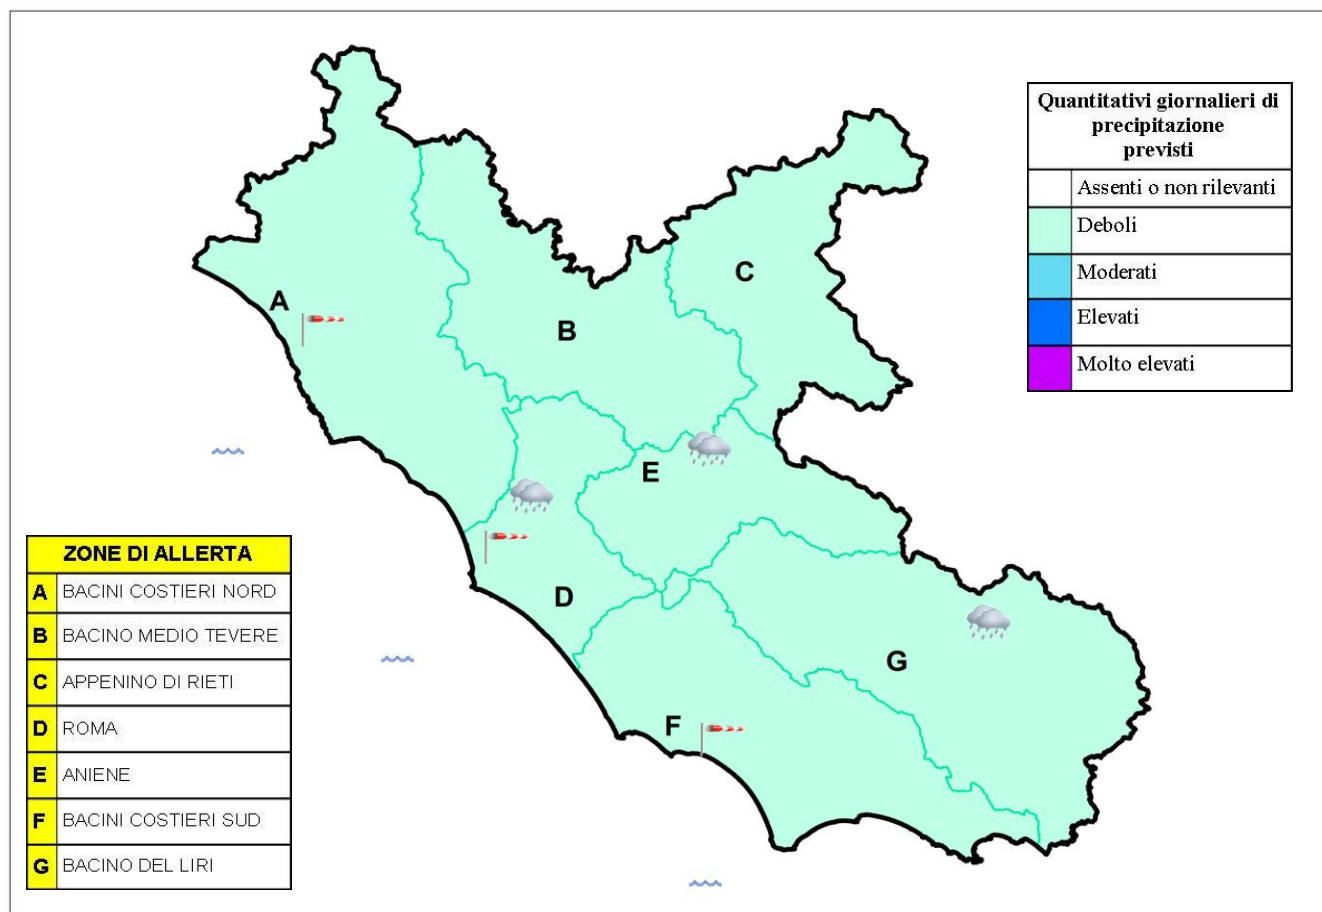 Quantitativi giornalieri di
precipitazione
previsti
Assenti o non rilevanti
Deboli
Moderati
Elevati
Molto elevati
A
B
C
E
D
G
F
ZONE DI ALLERTA
A BACINI COSTIERI NORD
B BACINO MEDIO TEVERE
C APPENINO DI RIETI
D ROMA
E ANIENE
F BACINI COSTIERI SUD
G BACINO DEL LIRI